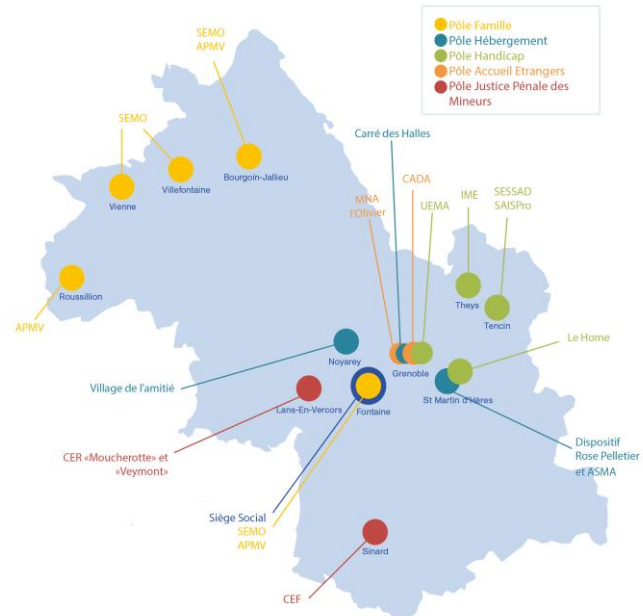 Pôle Famille
Pôle Hébergement
Pôle Handicap
Pôle Accueil Etrangers
Pôle Justice Pénale des
Mineurs
SEMO
APMV
SEMO
Bourgoin-Jallieu
Villefontaine
Vienne
Roussillion
APMV
Carré des Halles
CADA
MHA
l'Olivier
UEMA
IME
SESSAD
SAISPro
Theys
Tencin
Noyarey
Grenoble
Le Home
Village de l'amitié
Lans-En-Vercors
Fontaine
St Martin d'Hères
CER «Moucherotte» et
«Veymont»
Dispositif
Rose Pelletier
et ASMA
Siège Social
SEMO
APMV
Sinard
CEF